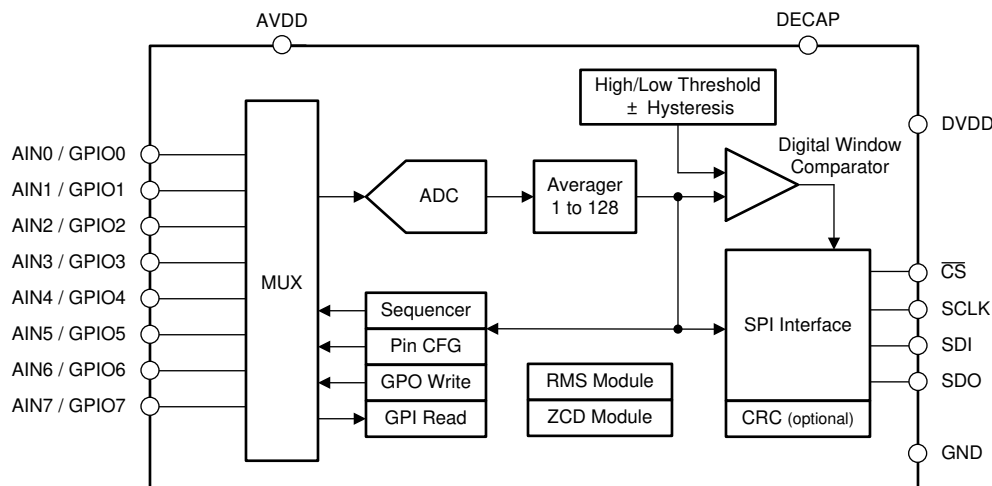 AVDD
DECAP
High/Low Threshold
± Hysteresis
DVDD
Digital Window
Comparator
AIN0 / GPIO0
AIN1 / GPIO1
AIN2 / GPIO2
AIN3 / GPIO3
AIN4 / GPIO4
AIN5 / GPIO5
AIN6 / GPIO6
AIN7 / GPIO7
MUX
ADC
Averager
1 to 128
Sequencer
Pin CFG
GPO Write
GPI Read
RMS Module
ZCD Module
SPI Interface
CRC (optional)
CS
SCLK
SDI
SDO
GND